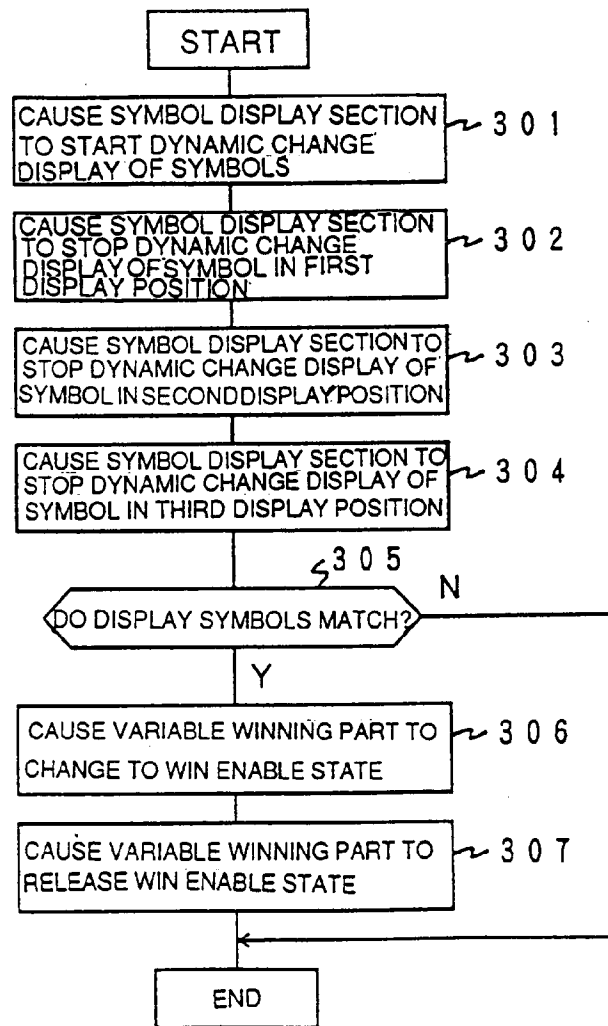 START
CAUSE SYMBOL DISPLAY SECTION
TO START DYNAMIC CHANGE
DISPLAY OF SYMBOLS
301
CAUSE SYMBOL DISPLAY SECTION
TO STOP DYNAMIC CHANGE
DISPLAY OF SYMBOL IN FIRST
DISPLAY POSITION
302
CAUSE SYMBOL DISPLAY SECTION TO
STOP DYNAMIC CHANGE DISPLAY OF
SYMBOL IN SECOND DISPLAY POSITION
303
CAUSE SYMBOL DISPLAY SECTION TO
STOP DYNAMIC CHANGE DISPLAY OF
SYMBOL IN THIRD DISPLAY POSITION
304
305
DO DISPLAY SYMBOLS MATCH?
N
Y
CAUSE VARIABLE WINNING PART TO
CHANGE TO WIN ENABLE STATE
306
CAUSE VARIABLE WINNING PART TO
RELEASE WIN ENABLE STATE
307
END